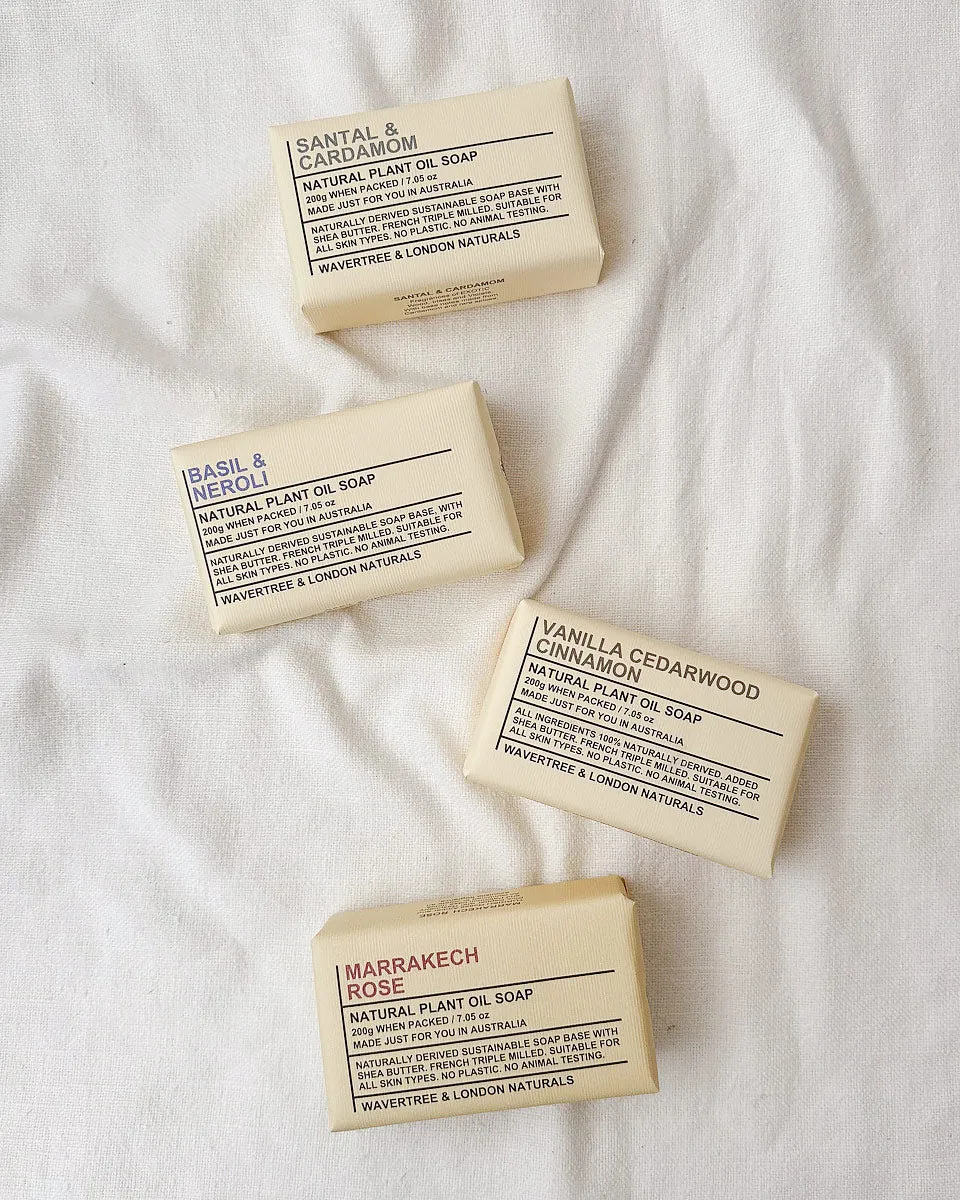 SANTAL &
CARDAMOM
NATURAL PLANT OIL SOAP
200g WHEN PACKED / 7.05 oz
MADE JUST FOR YOU IN AUSTRALIA
NATURALLY DERIVED SUSTAINABLE SOAP BASE WITH
SHEA BUTTER. FRENCH TRIPLE MILLED. SUITABLE FOR
ALL SKIN TYPES. NO PLASTIC. NO ANIMAL TESTING.
WAVERTREE & LONDON NATURALS
SANTAL & CARDAMOM
Fragrances of EXOTIC
BASIL &
NEROLI
NATURAL PLANT OIL SOAP
200g WHEN PACKED / 7.05 oz
MADE JUST FOR YOU IN AUSTRALIA
NATURALLY DERIVED SUSTAINABLE SOAP BASE, WITH
SHEA BUTTER. FRENCH TRIPLE MILLED. SUITABLE FOR
ALL SKIN TYPES. NO PLASTIC. NO ANIMAL TESTING.
WAVERTREE & LONDON NATURALS
VANILLA CEDARWOOD
CINNAMON
NATURAL PLANT OIL SOAP
200g WHEN PACKED / 7.05 oz
MADE JUST FOR YOU IN AUSTRALIA
ALL INGREDIENTS 100% NATURALLY DERIVED. ADDED
SHEA BUTTER. FRENCH TRIPLE MILLED. SUITABLE FOR
ALL SKIN TYPES. NO PLASTIC. NO ANIMAL TESTING.
WAVERTREE & LONDON NATURALS
MARRAKECH ROSE
MARRAKECH
ROSE
NATURAL PLANT OIL SOAP
200g WHEN PACKED / 7.05 oz
MADE JUST FOR YOU IN AUSTRALIA
NATURALLY DERIVED SUSTAINABLE SOAP BASE WITH
SHEA BUTTER. FRENCH TRIPLE MILLED. SUITABLE FOR
ALL SKIN TYPES. NO PLASTIC. NO ANIMAL TESTING.
WAVERTREE & LONDON NATURALS